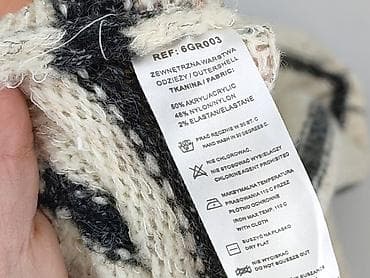 REF: 6GR003
ZEWNĘTRZNA WARSTWA
ODZIEŻY / OUTERSHELL
TKANINA / FABRIC:
50% AKRYL/ACRYLIC
48% NYLON/NYLON
2% ELASTAN/ELASTANE
PRAĆ RĘCZNIE W 30 ST. C
HAND WASH 30 DEGREES C.
NIE CHLOROWAĆ,
NIE STOSOWAĆ WYBIELACZY
CHLORINE AGENT PROHIBITED
MAKSYMALNA TEMPERATURA
PRASOWANIA 110 C PRZEZ
PŁÓTNO OCHRONNE
IRON MAX TEMP. 110 C
WITH CLOTH
SUSZYĆ NA PŁASKO
DRY FLAT
NIE WYCISKAĆ
DO NOT SQUEEZE OUT